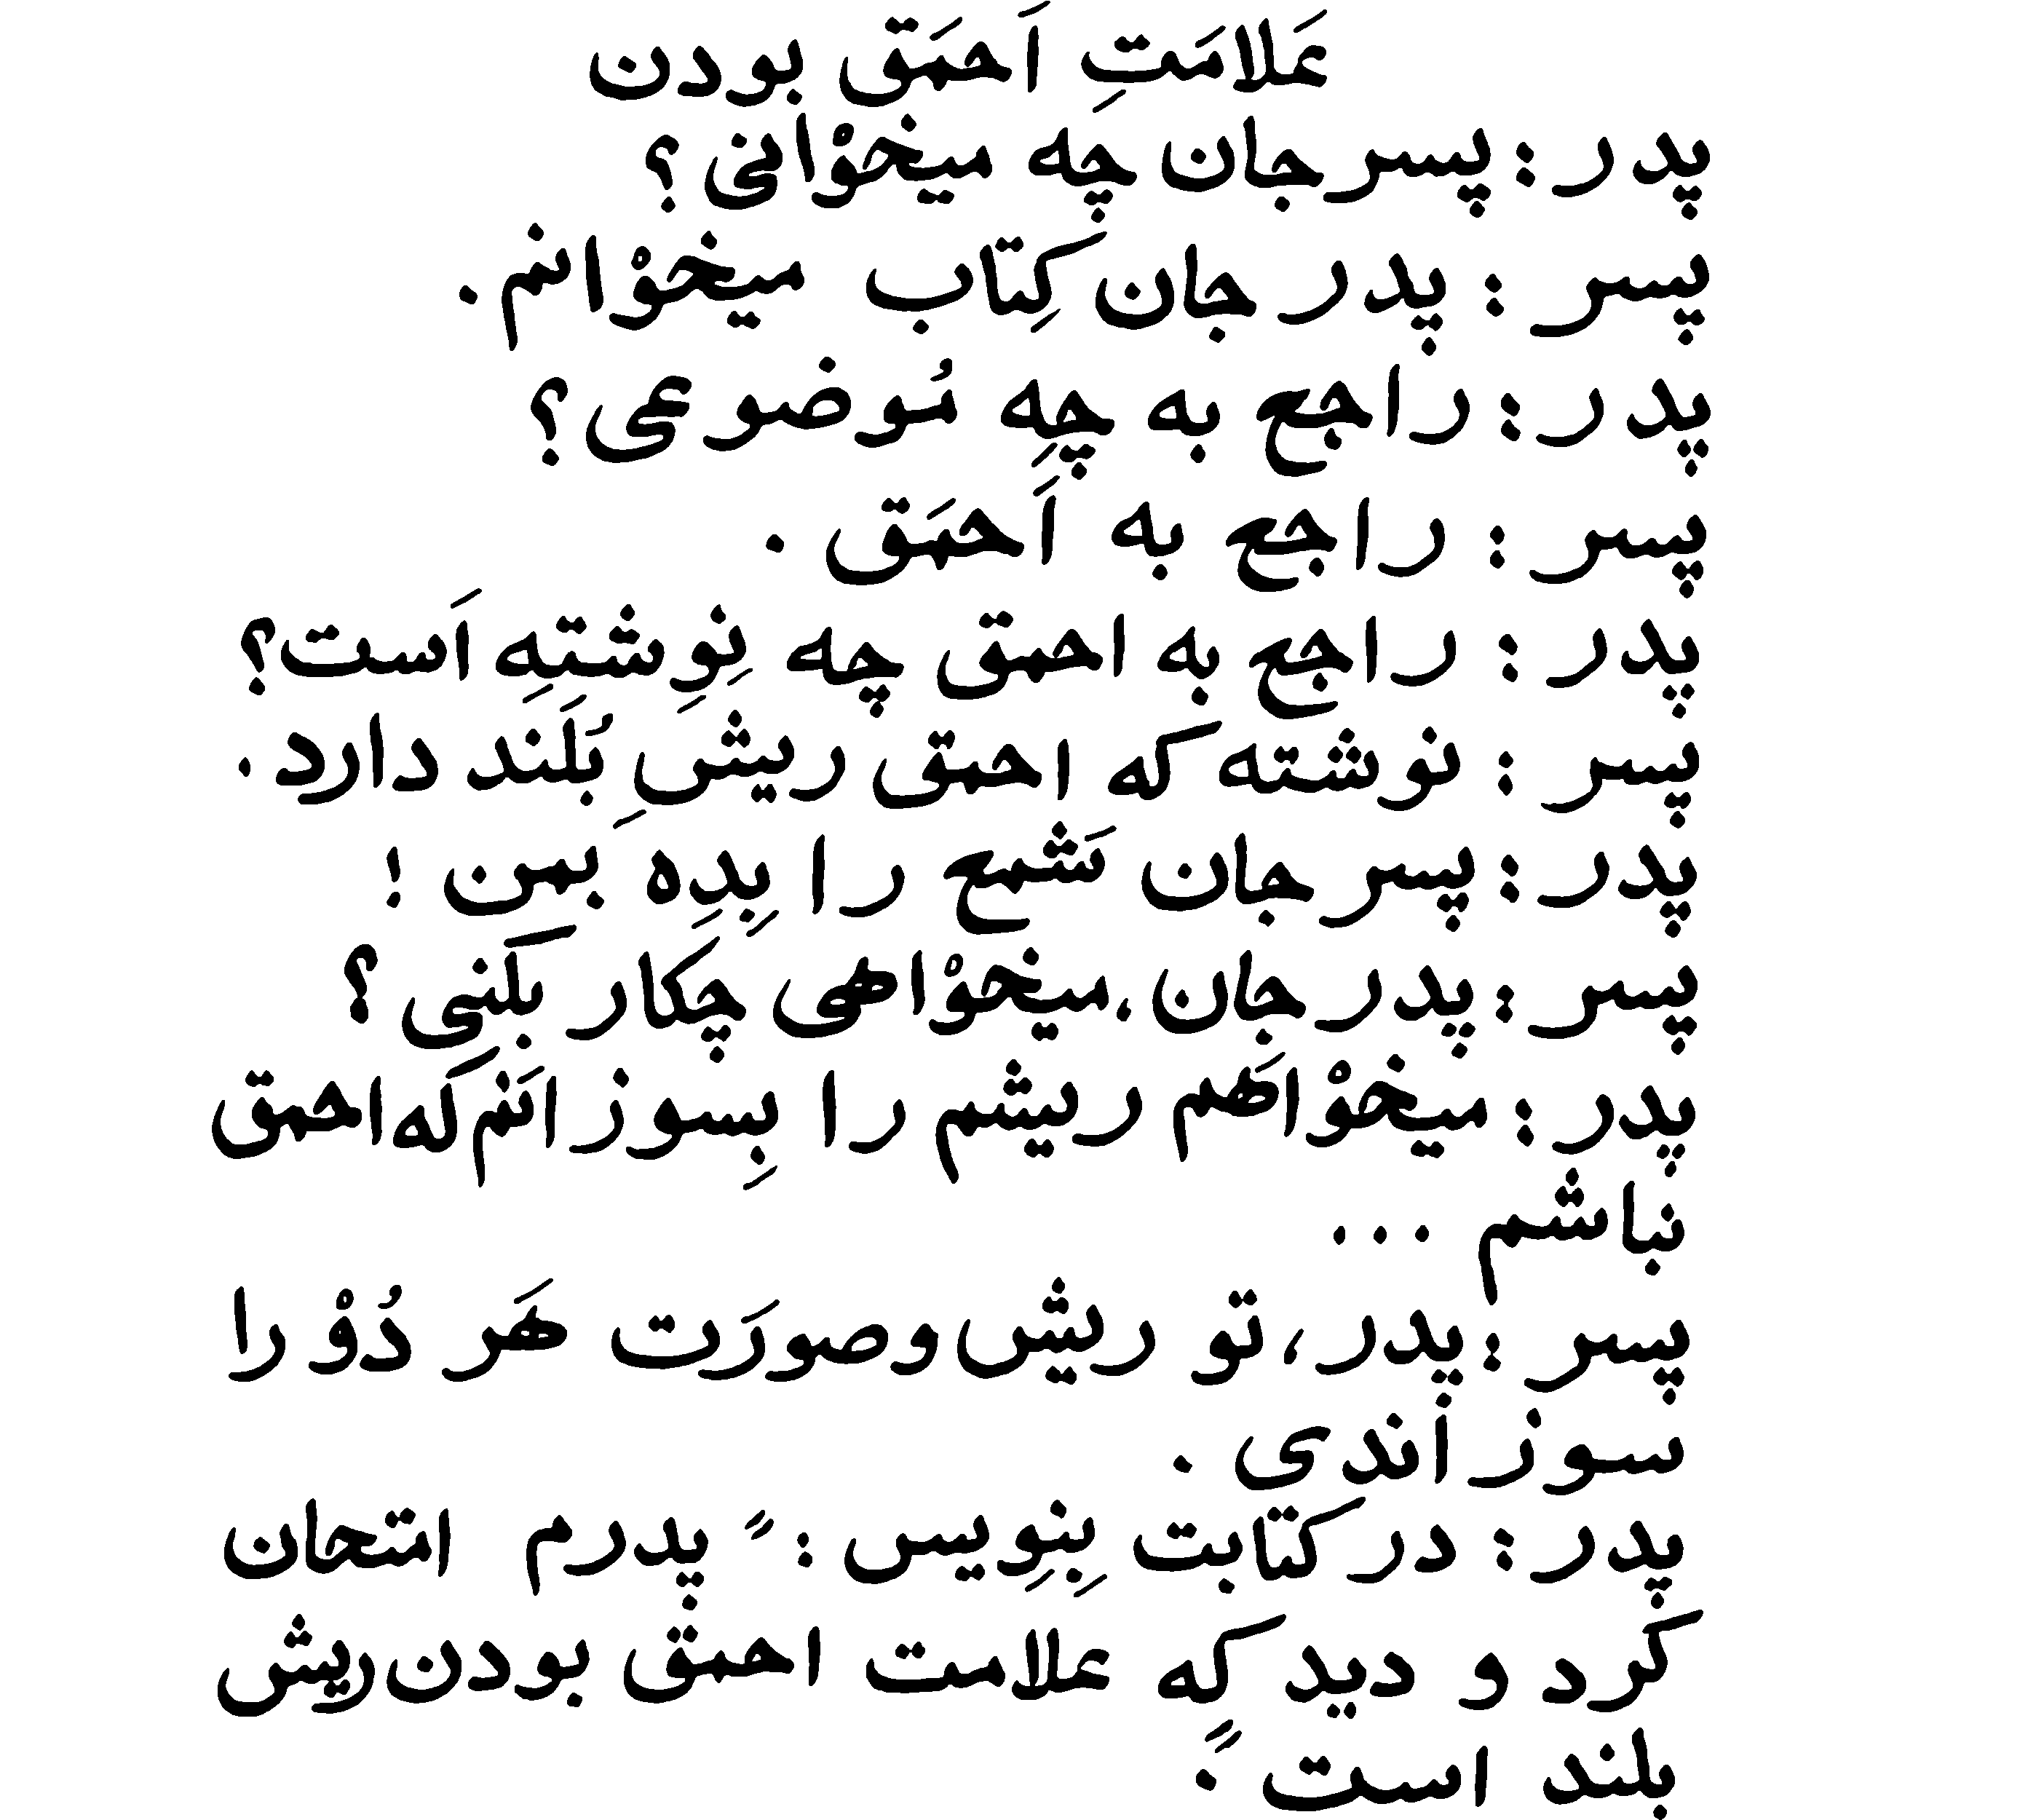 عَلامَتِ اَحمَق بودن
پدر : پسر جان چه میخوْانی؟
پسر : پدر جان کِتاب میخوْانم.
پدر : راجع به چِه مُوضوعی؟
پسر : راجع به اَحمَق .
پدر : راجع به احمق چه نِوِشتهِ اَست؟
پسر : نوشته که احمق ریشِ بُلَند دارد.
پدر : پسر جان شَمع را بِدِه بمن !
پسر : پدر جان، میخوْاهی چکار بکنی ؟
پدر : میخوْاهَم ریشم را بِسوزانَم که احمق
نباشم ...
پسر : پدر، تو ریش و صورَت هَر دُوْ را
سوزاندی .
پدر : در کتابت بِنِویس : "پدرم امتحان
کرد و دید که علامت احمق بودن ریش
بلند است".